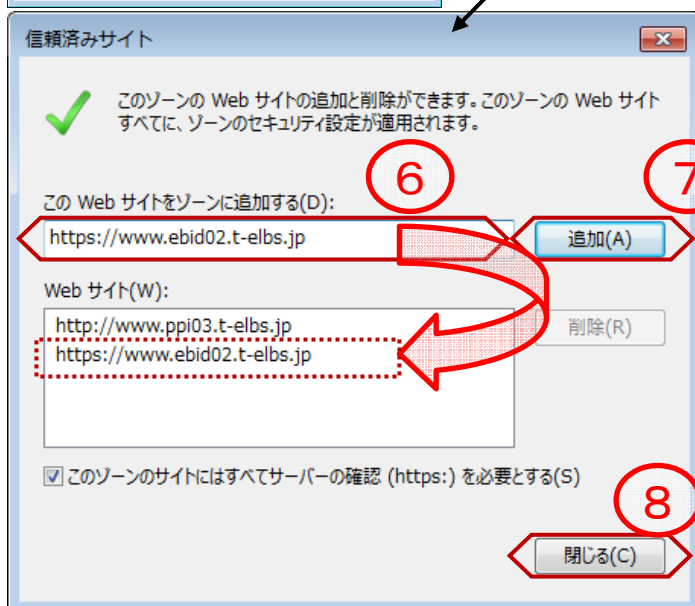 信頼済みサイト
このゾーンの Web サイトの追加と削除ができます。このゾーンの Web サイト
すべてに、ゾーンのセキュリティ設定が適用されます。
⑥
⑦
この Web サイトをゾーンに追加する(D):
https://www.ebid02.t-elbs.jp
追加(A)
Web サイト(W):
http://www.ppi03.t-elbs.jp
https://www.ebid02.t-elbs.jp
削除(R)
このゾーンのサイトにはすべてサーバーの確認 (https:) を必要とする(S)
⑧
閉じる(C)